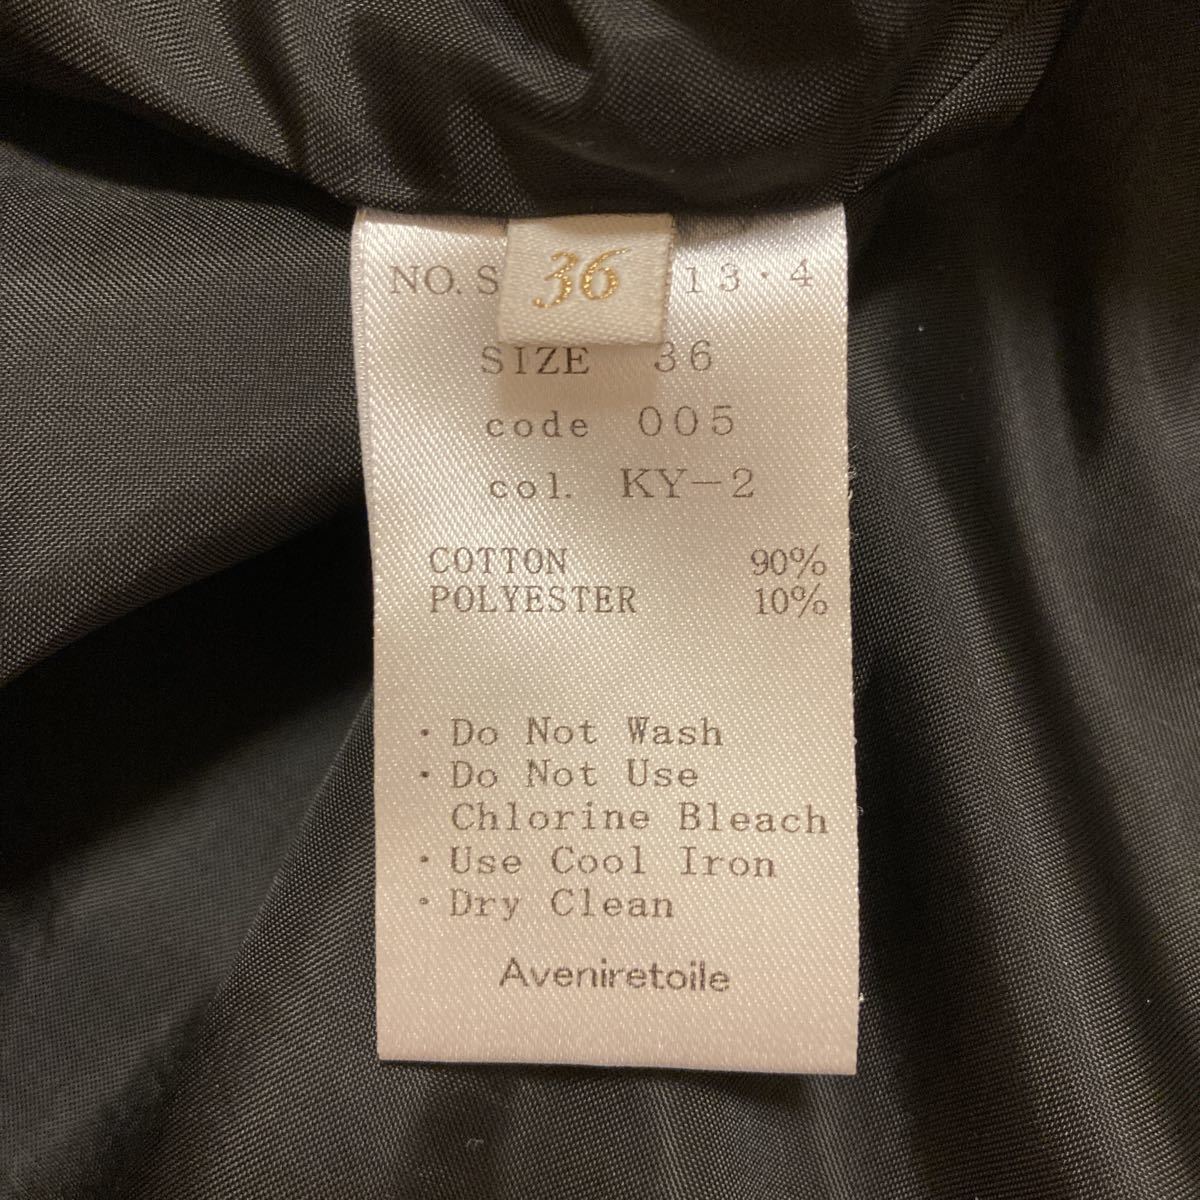 NO. S 36 13・4
SIZE 36
code 005
col. KY-2
COTTON 90%
POLYESTER 10%
・Do Not Wash
・Do Not Use
Chlorine Bleach
・Use Cool Iron
・Dry Clean
Aveniretoile